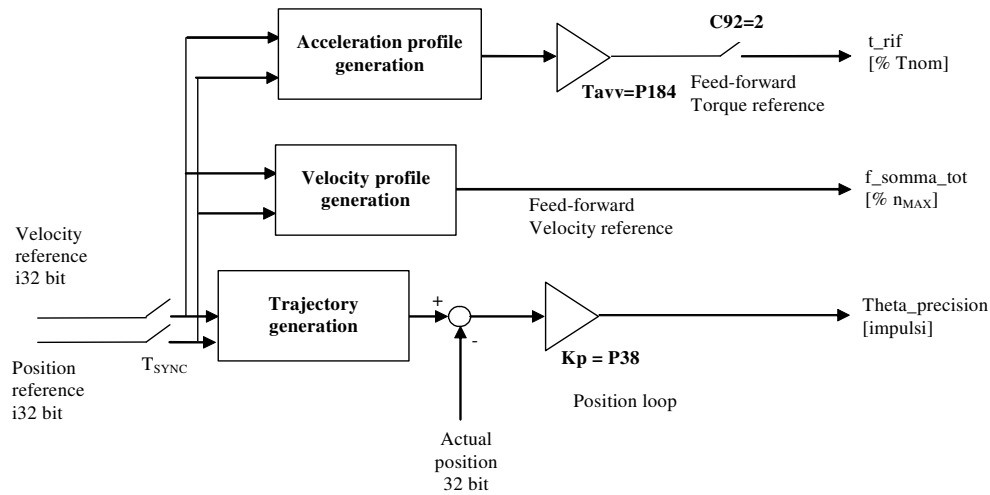 C92=2
Acceleration profile
generation
t_rif
[% Tnom]
Tavv=P184
Feed-forward
Torque reference
Velocity profile
generation
f_somma_tot
[% nMAX]
Feed-forward
Velocity reference
Velocity
reference
i32 bit
Trajectory
generation
+
-
Theta_precision
[impulsi]
Kp = P38
TSYNC
Position
reference
i32 bit
Position loop
Actual
position
32 bit